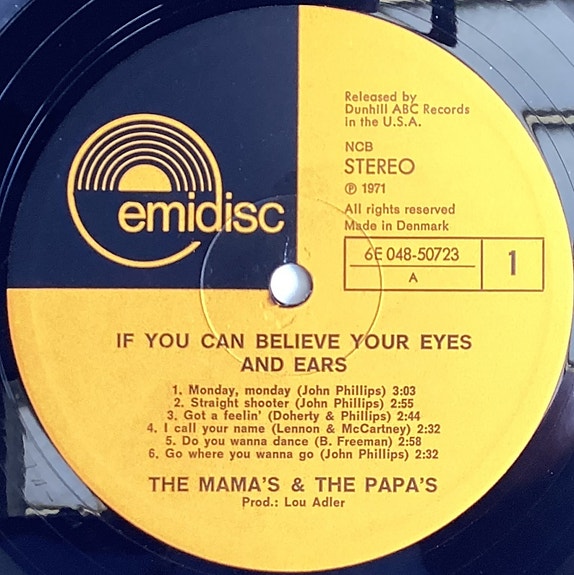 emidisc
Released by
Dunhill ABC Records
in the U.S.A.
NCB
STEREO
℗ 1971
All rights reserved
Made in Denmark
6E 048-50723
A
1
IF YOU CAN BELIEVE YOUR EYES
AND EARS
1. Monday, monday (John Phillips) 3:03
2. Straight shooter (John Phillips) 2:55
3. Got a feelin' (Doherty & Phillips) 2:44
4. I call your name (Lennon & McCartney) 2:32
5. Do you wanna dance (B. Freeman) 2:58
6. Go where you wanna go (John Phillips) 2:32
THE MAMA'S & THE PAPA'S
Prod.: Lou Adler